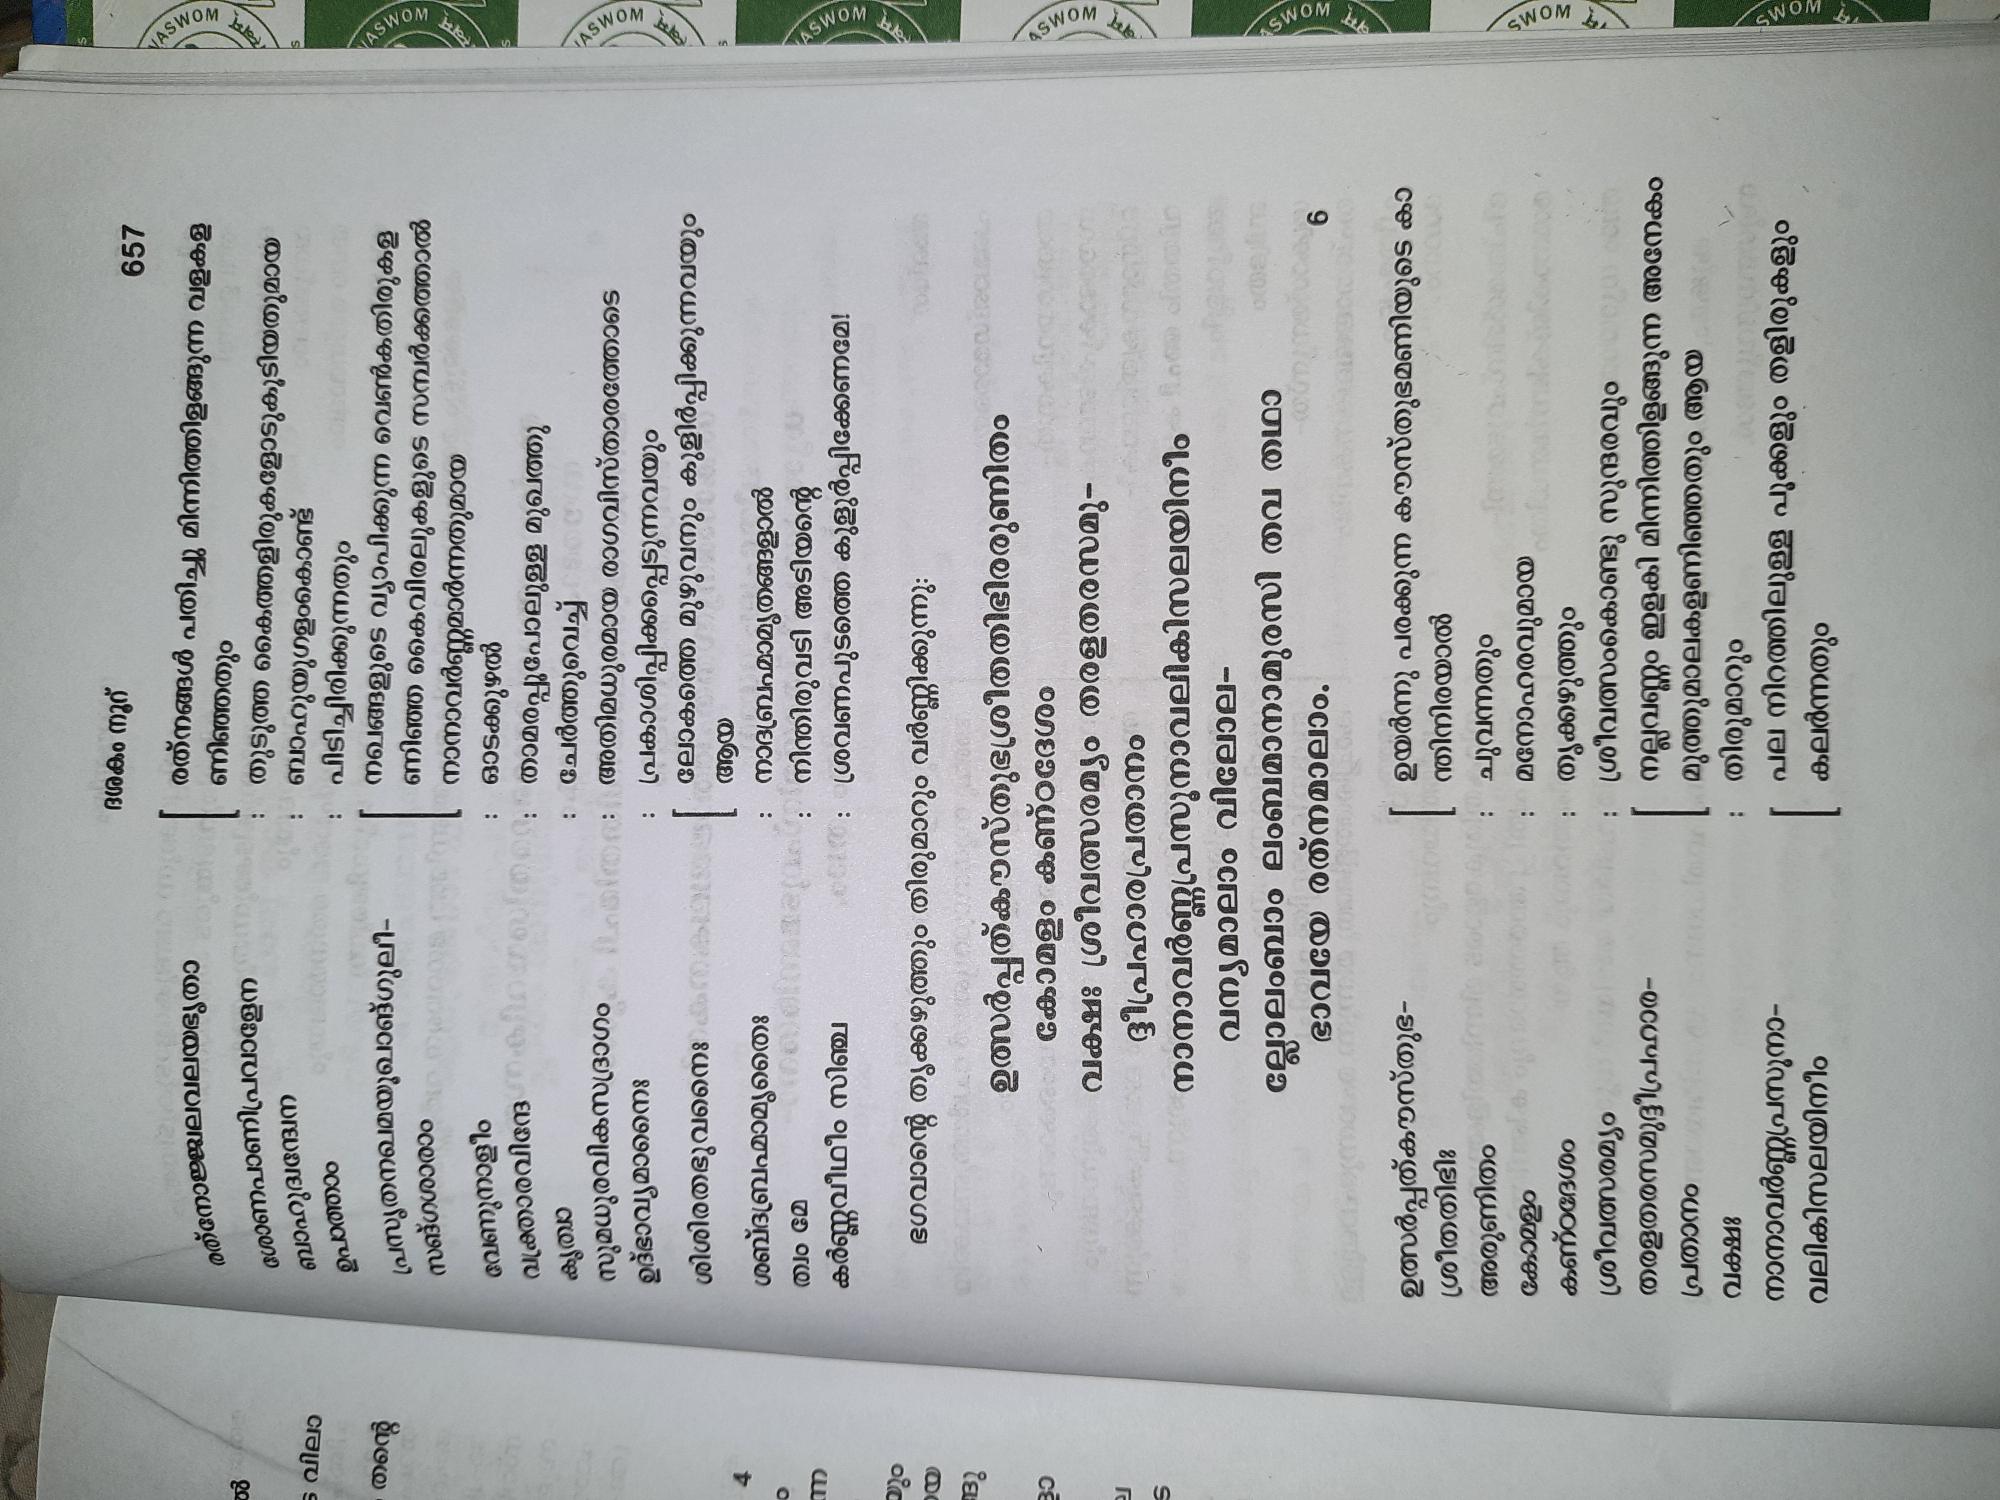 ദശകം നൂറ്
657
രത്നോജ്ജ്വലവലയഭൃതാ [ രത്നങ്ങൾ പതിച്ചു മിന്നിത്തിളങ്ങുന്ന വളകള
ണിഞ്ഞതും
ശോണപാണിപ്രവാളേന : തുടുത്ത കൈത്തളിരുകളോടുകൂടിയതുമായ
ബാഹുദ്വന്ദ്വേന : ബാഹുയുഗളംകൊണ്ട്
ഉപാത്താം : പിടിച്ചിരിക്കുന്നതും
പ്രസൃതനഖമയൂഖാങ്ഗുലീ- [ നഖങ്ങളുടെ വ്യാപിക്കുന്ന വെൺകതിരുകള
സങ്ഗശാരാം ണിഞ്ഞ കൈവിരലുകളുടെ സമ്പർക്കത്താൽ
നാനാവർണ്ണമാർന്നതുമായ
വേണുനാളീം : ഓടക്കുഴൽ
വക്ത്രാരവിന്ദേ : താമരപ്പൂപോലുള്ള മുഖത്തു
കൃത്വാ : ചേർത്തുവെച്ച്
സുമധുരവികസദ്രാഗം : അതിമധുരമായ രാഗവിസ്താരത്തോടെ
ഉദ്ഭാവ്യമാനൈഃ : പ്രകാശിപ്പിക്കപ്പെടുന്നവയും
ശിശിരതഭുവനൈഃ [ ലോകത്തെ മുഴുവനും കുളിർപ്പിക്കുന്നവയും
ആയ
ശബ്ദബ്രഹ്മാമൃതൈഃ : നാദബ്രഹ്മാമൃതങ്ങളാൽ
ത്വം മേ : നിന്തിരുവടി അടിയന്റെ
കർണ്ണവീഥീം സിഞ്ച : ശ്രവണപുടത്തെ കുളുർപ്പിക്കേണമേ!
ഭഗവാന്റെ തൃക്കഴുത്തും തിരുമാറും വർണ്ണിക്കുന്നു:
ഉത്സർപ്പത്കൗസ്തുഭശ്രീതതിഭിരരുണിതം
കോമളം കണ്ഠദേശം
വക്ഷഃ ശ്രീവത്സരമ്യം തരളതരസമു-
ദ്ദീപ്രഹാരപ്രതാനം
നാനാവർണ്ണപ്രസൂനാവലികിസലയിനീം
വന്യമാലാം വിലോല-
ല്ലോലംബാം ലംബമാനാമുരസി തവ തഥാ
ഭാവയേ രത്നമാലാം. 6
ഉത്സർപ്പത്കൗസ്തുഭ- [ ഉയർന്നു പരക്കുന്ന കൗസ്തുഭമണിയുടെ കാ
ശ്രീതതിഭിഃ ന്തിനിരയാൽ
അരുണിതം : ചുവന്നതും
കോമളം : മനോഹരവുമായ
കണ്ഠദേശം : തൃക്കഴുത്തും
ശ്രീവത്സരമ്യം : ശ്രീവത്സംകൊണ്ടു സുന്ദരവും
തരളതരസമുദ്ദീപ്രഹാര- [ നല്ലവണ്ണം ഇളകി മിന്നിത്തിളങ്ങുന്ന അനേകം
പ്രതാനം മുത്തുമാലകളണിഞ്ഞതും ആയ
വക്ഷഃ : തിരുമാറും
നാനാവർണ്ണപ്രസൂനാ- [ പല നിറത്തിലുള്ള പൂക്കളും തളിരുകളും
വലികിസലയിനീം കലർന്നതും